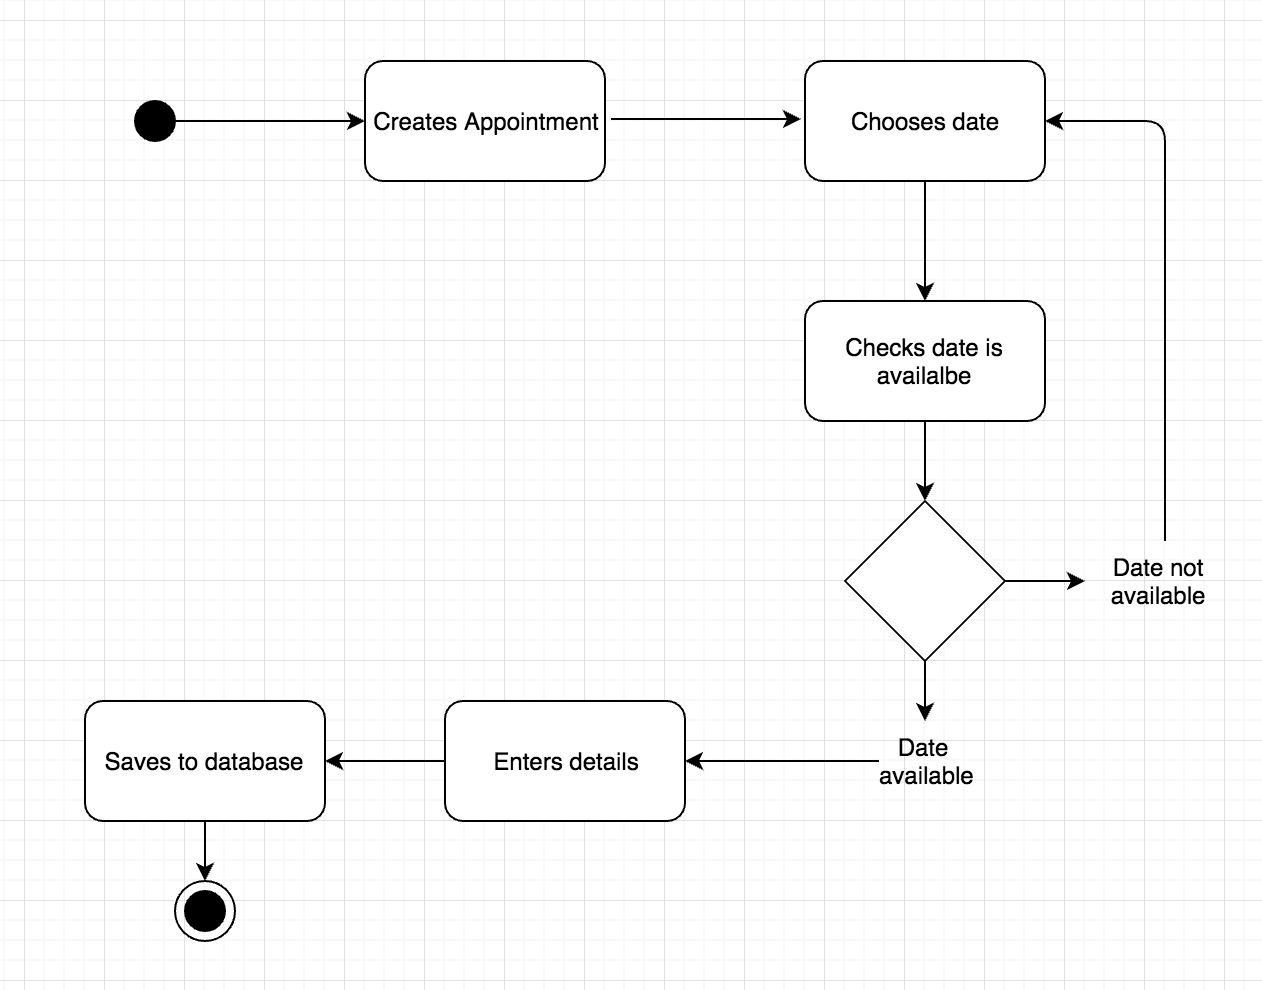 Creates Appointment
Chooses date
Checks date is
availalbe
Date not
available
Date
available
Enters details
Saves to database